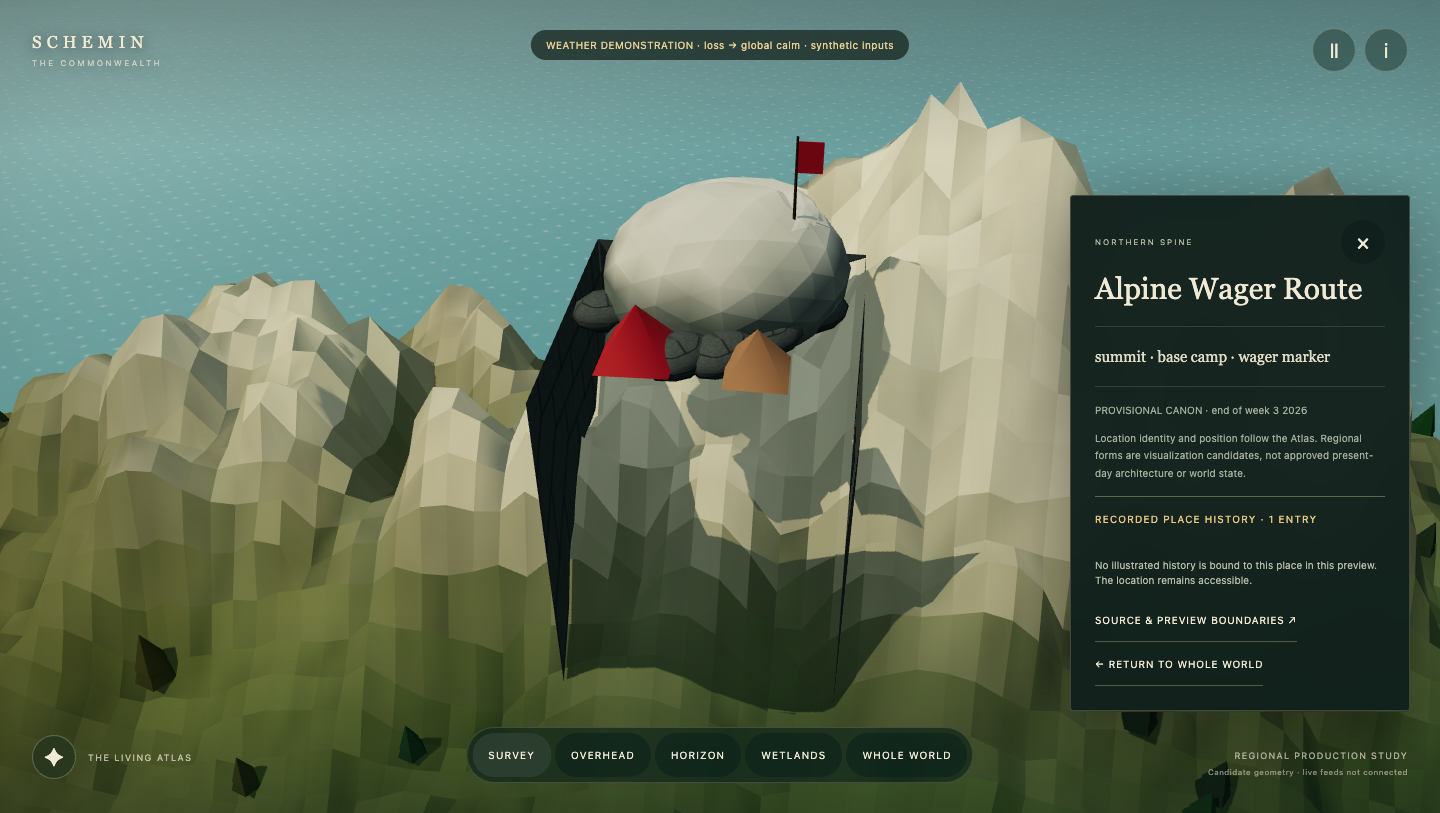 SCHEMIN
THE COMMONWEALTH
WEATHER DEMONSTRATION · loss → global calm · synthetic inputs
i
NORTHERN SPINE
×
Alpine Wager Route
summit · base camp · wager marker
PROVISIONAL CANON · end of week 3 2026
Location identity and position follow the Atlas. Regional
forms are visualization candidates, not approved present-
day architecture or world state.
RECORDED PLACE HISTORY · 1 ENTRY
No illustrated history is bound to this place in this preview.
The location remains accessible.
SOURCE & PREVIEW BOUNDARIES ↗
← RETURN TO WHOLE WORLD
THE LIVING ATLAS
SURVEY
OVERHEAD
HORIZON
WETLANDS
WHOLE WORLD
REGIONAL PRODUCTION STUDY
Candidate geometry · live feeds not connected